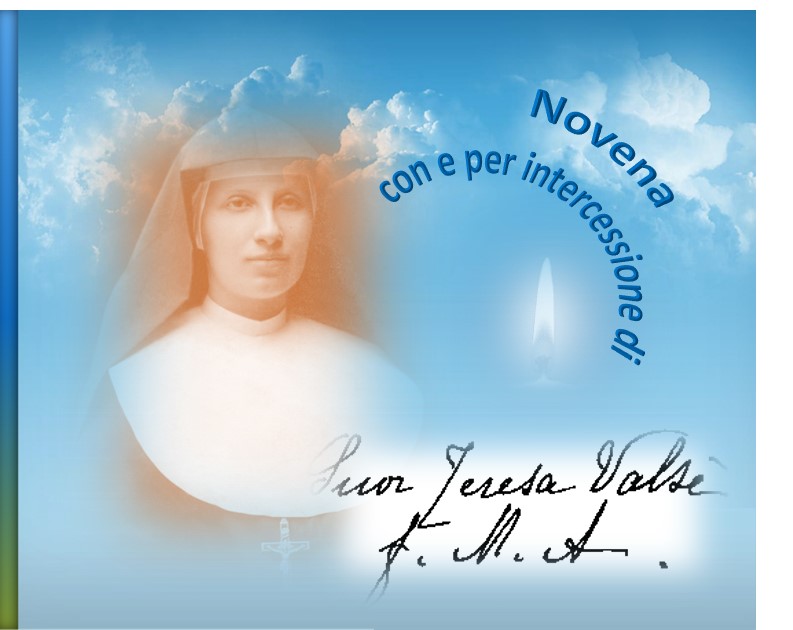 Novena
con e per intercessione di
Suor Teresa Valsè
F. M. A.